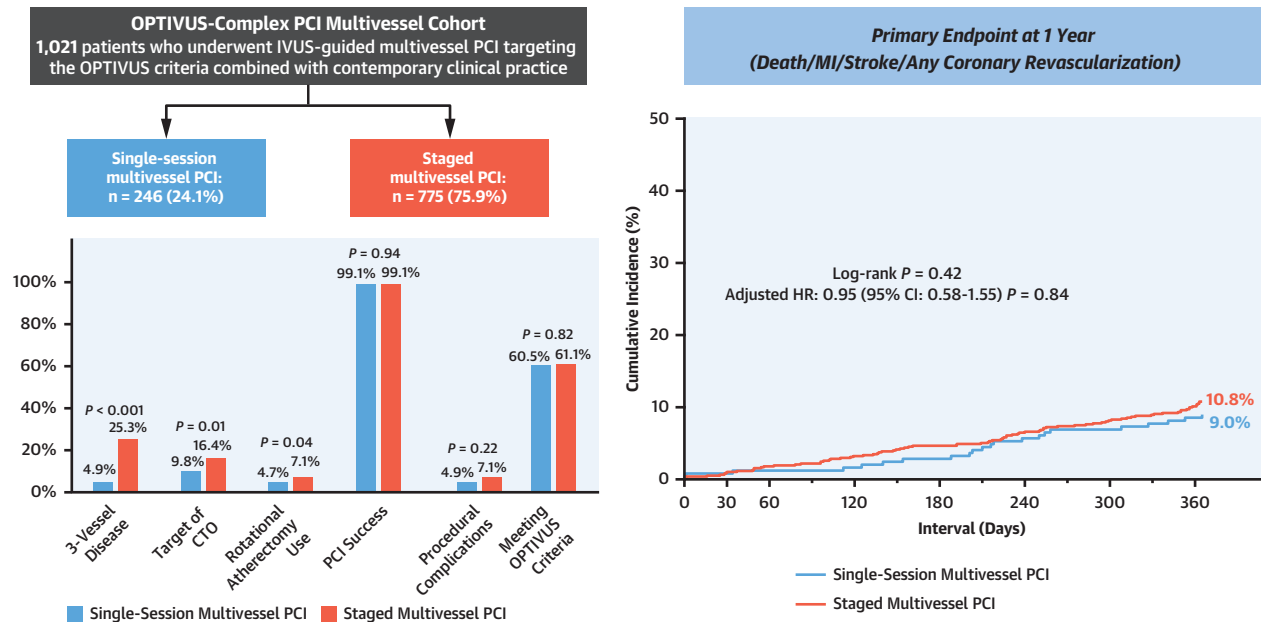 OPTIVUS-Complex PCI Multivessel Cohort
1,021 patients who underwent IVUS-guided multivessel PCI targeting
the OPTIVUS criteria combined with contemporary clinical practice
Single-session
multivessel PCI:
n = 246 (24.1%)
Staged
multivessel PCI:
n = 775 (75.9%)
100%
80%
60%
40%
20%
0%
P < 0.001
4.9%
25.3%
P = 0.01
9.8%
16.4%
P = 0.04
4.7%
7.1%
P = 0.94
99.1%
99.1%
P = 0.22
4.9%
7.1%
P = 0.82
60.5%
61.1%
3-Vessel
Disease
Target of
CTO
Rotational
Atherectomy
Use
PCI Success
Procedural
Complications
Meeting
OPTIVUS
Criteria
Single-Session Multivessel PCI
Staged Multivessel PCI
Primary Endpoint at 1 Year
(Death/MI/Stroke/Any Coronary Revascularization)
Cumulative Incidence (%)
50
40
30
20
10
0
Log-rank P = 0.42
Adjusted HR: 0.95 (95% CI: 0.58-1.55) P = 0.84
10.8%
9.0%
0
30
60
120
180
240
300
360
Interval (Days)
Single-Session Multivessel PCI
Staged Multivessel PCI